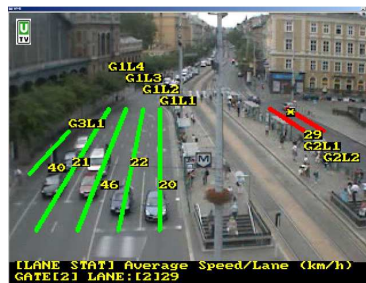 U
TV
G1L4
G1L3
G1L2
G1L1
G3L1
40
21
46
22
20
29
G2L1
G2L2
M
[LANE STAT] Average Speed/Lane (km/h)
GATE[2] LANE:[2]29